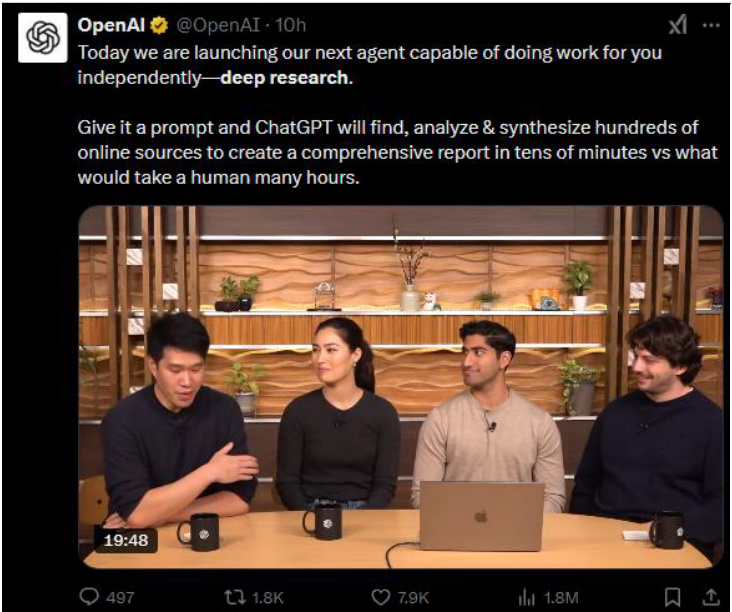 OpenAI @OpenAI · 10h
Today we are launching our next agent capable of doing work for you
independently—deep research.
Give it a prompt and ChatGPT will find, analyze & synthesize hundreds of
online sources to create a comprehensive report in tens of minutes vs what
would take a human many hours.
19:48
497 1.8K 7.9K 1.8M